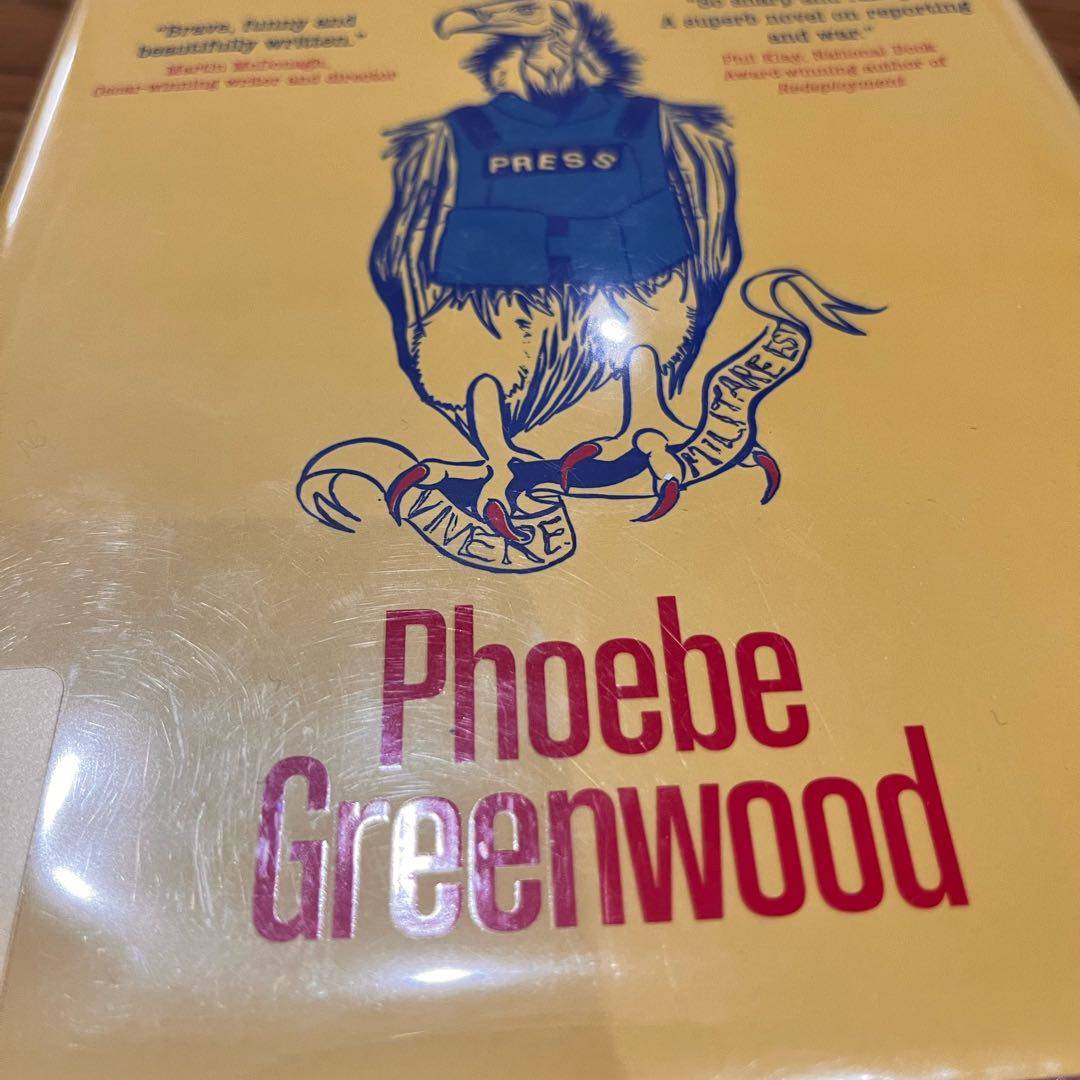 "Brave, funny and
beautifully written."
Martin McDonagh,
Oscar-winning writer and director
A superb novel on reporting
and war."
Phil Klay, National Book
Award-winning author of
Redeployment
PRESS
VIVERE
MILITARE EST
Phoebe
Greenwood